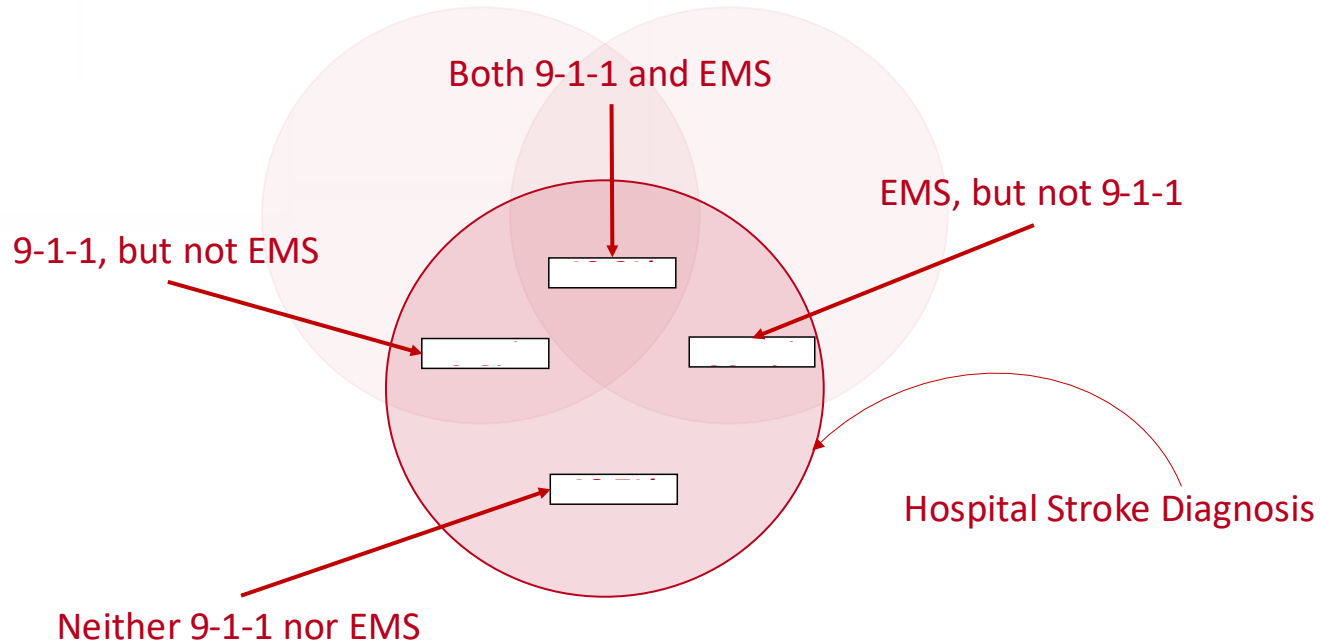 Both 9-1-1 and EMS
EMS, but not 9-1-1
9-1-1, but not EMS
Hospital Stroke Diagnosis
Neither 9-1-1 nor EMS